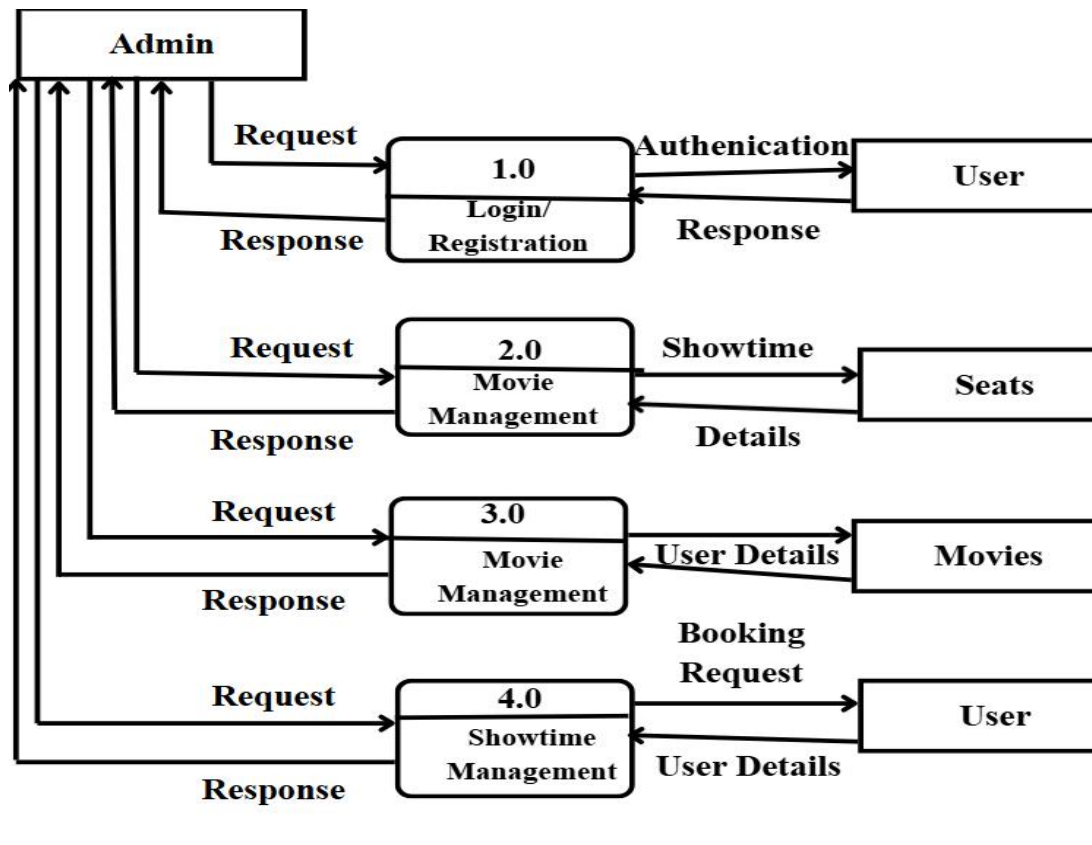 Admin
Request
1.0
Login/
Registration
Authenication
User
Response
Response
Request
2.0
Movie
Management
Showtime
Seats
Response
Details
Request
3.0
Movie
Management
User Details
Movies
Response
Booking
Request
Request
4.0
Showtime
Management
User
User Details
Response